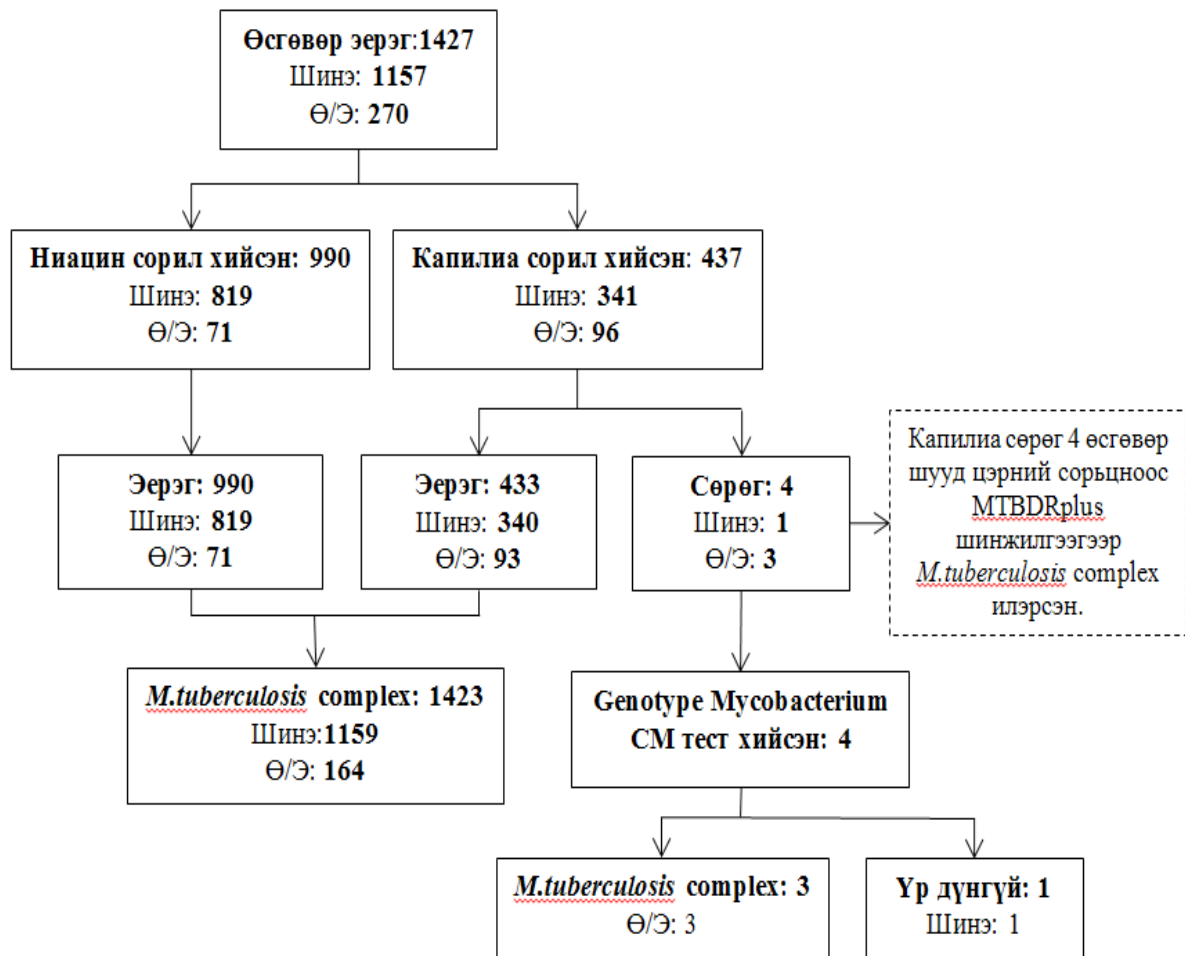 Өсгөвөр эерэг:1427
Шинэ: 1157
Ө/Э: 270
Ниацин сорил хийсэн: 990
Шинэ: 819
Ө/Э: 71
Капилиа сорил хийсэн: 437
Шинэ: 341
Ө/Э: 96
Эерэг: 990
Шинэ: 819
Ө/Э: 71
Эерэг: 433
Шинэ: 340
Ө/Э: 93
Сөрөг: 4
Шинэ: 1
Ө/Э: 3
Капилиа сөрөг 4 өсгөвөр
шууд цэрний сорьцноос
MTBDRplus
шинжилгээгээр
M.tuberculosis complex
илэрсэн.
M.tuberculosis complex: 1423
Шинэ:1159
Ө/Э: 164
Genotype Mycobacterium
CM тест хийсэн: 4
M.tuberculosis complex: 3
Ө/Э: 3
Үр дүнгүй: 1
Шинэ: 1